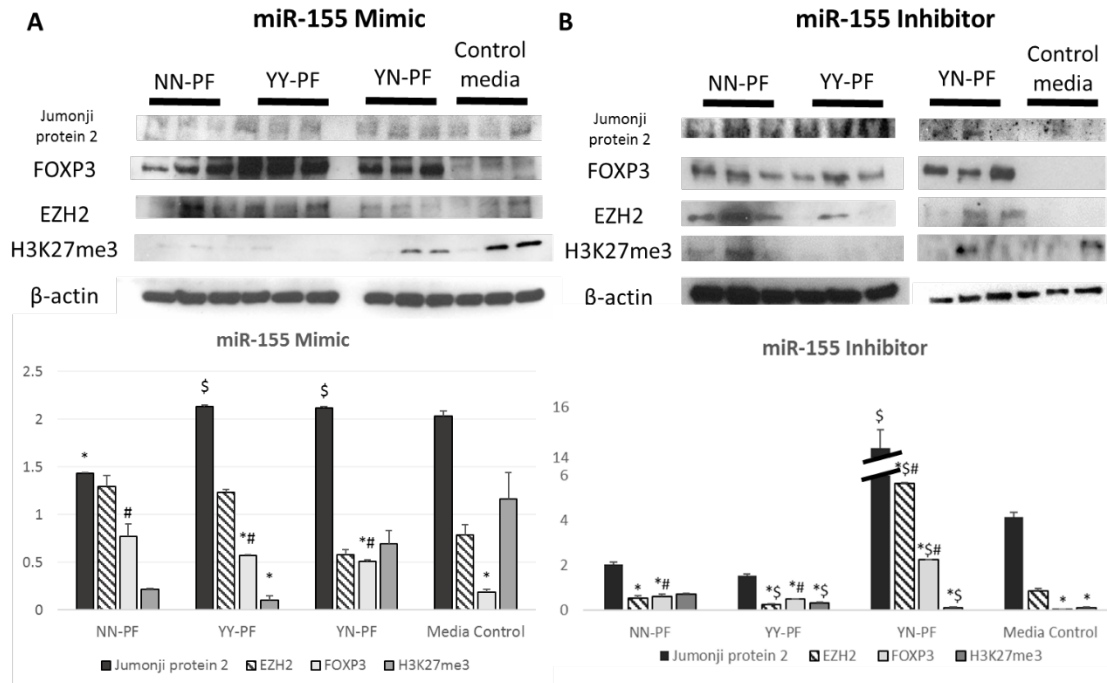 A
miR-155 Mimic
NN-PF YY-PF YN-PF Control
media
Jumonji
protein 2
FOXP3
EZH2
H3K27me3
β-actin
miR-155 Mimic
2.5
2
1.5
1
0.5
0
* # $ *# * $ *# *
NN-PF YY-PF YN-PF Media Control
Jumonji protein 2 EZH2 FOXP3 H3K27me3
B
miR-155 Inhibitor
NN-PF YY-PF YN-PF Control
media
Jumonji
protein 2
FOXP3
EZH2
H3K27me3
β-actin
miR-155 Inhibitor
16
14
6
4
2
0
* *# *$ *# *$ $ *$# *$# *$ * *
NN-PF YY-PF YN-PF Media Control
Jumonji protein 2 EZH2 FOXP3 H3K27me3